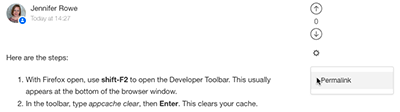 Jennifer Rowe
Today at 14:27
0
Here are the steps:
Permalink
1. With Firefox open, use shift-F2 to open the Developer Toolbar. This usually
appears at the bottom of the browser window.
2. In the toolbar, type appcache clear, then Enter. This clears your cache.